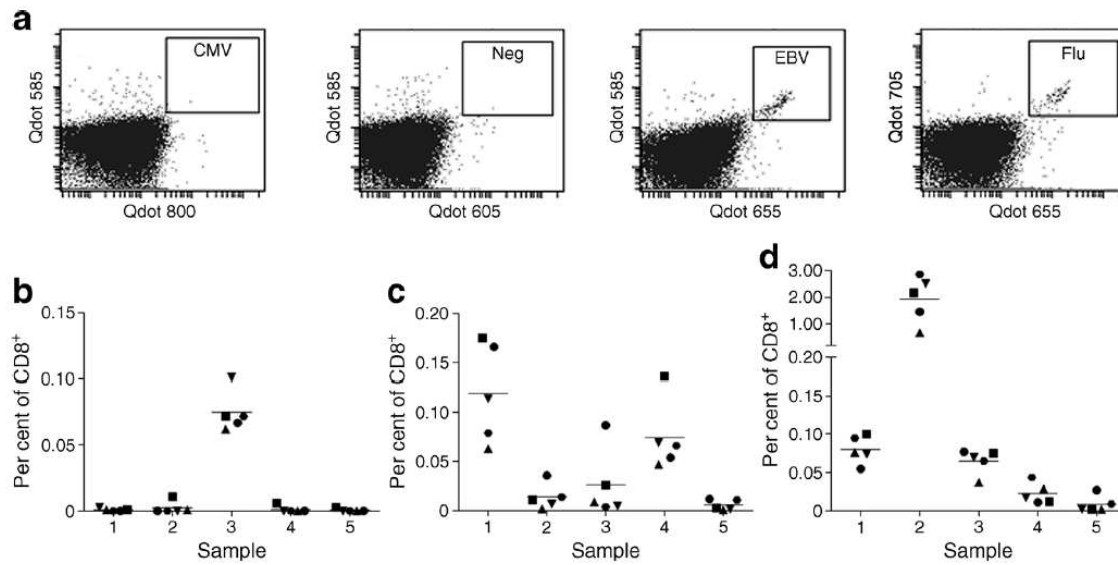 a
CMV
Qdot 585
Qdot 800
Neg
Qdot 605
EBV
Qdot 585
Qdot 655
Flu
Qdot 705
Qdot 655
b
Per cent of CD8⁺
0.15
0.10
0.05
0
1 2 3 4 5
Sample
c
Per cent of CD8⁺
0.20
0.15
0.10
0.05
0
1 2 3 4 5
Sample
d
Per cent of CD8⁺
3.00
2.00
1.00
0.20
0.10
0.05
0
1 2 3 4 5
Sample